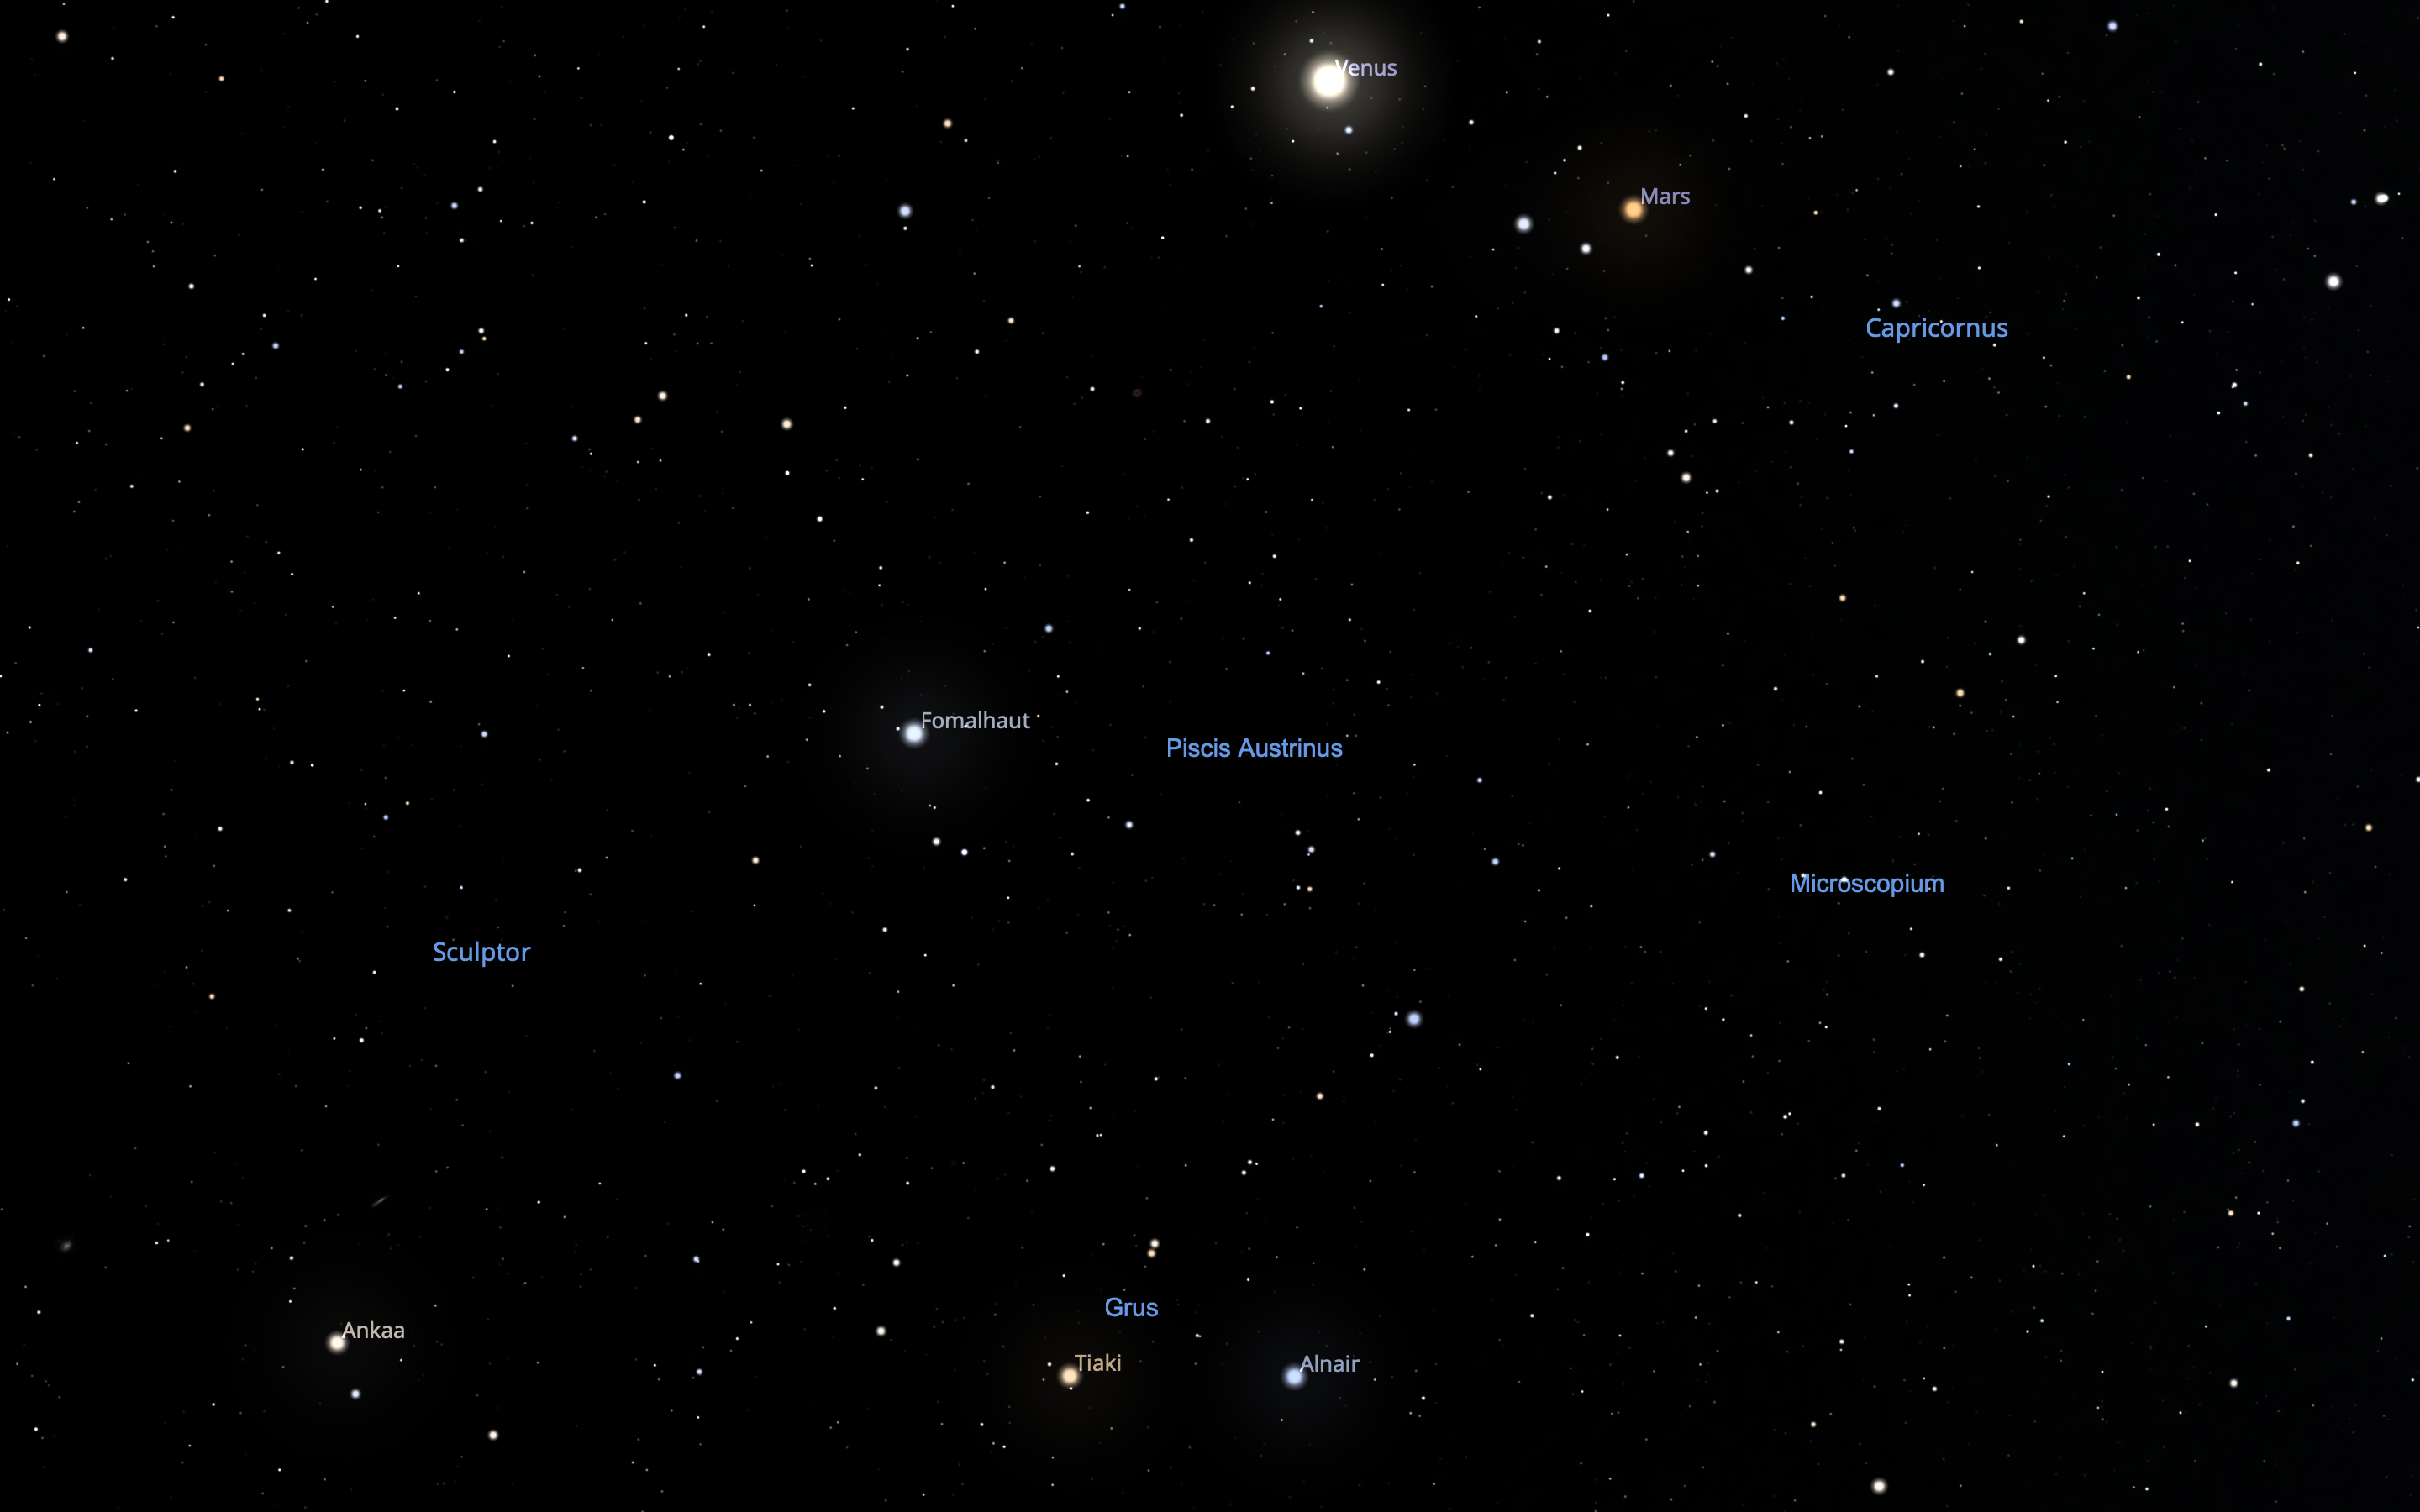 Venus
Mars
Capricornus
Fomalhaut
Piscis Austrinus
Microscopium
Sculptor
Grus
Ankaa
Tiaki
Alnair